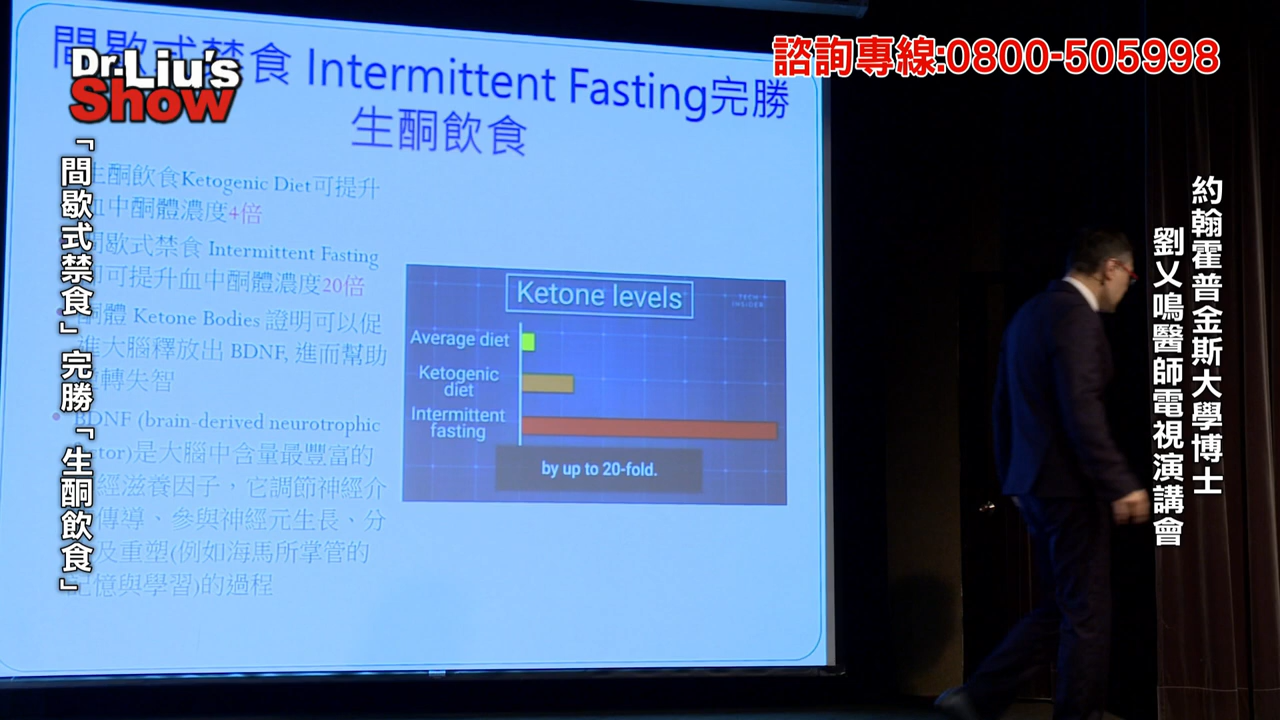 間歇式禁食 Intermittent Fasting完勝
生酮飲食
Dr.Liu's
Show
諮詢專線:0800-505998
「間歇式禁食」完勝「生酮飲食」
生酮飲食Ketogenic Diet可提升
血中酮體濃度4倍
間歇式禁食 Intermittent Fasting
可提升血中酮體濃度20倍
酮體 Ketone Bodies 證明可以促
進大腦釋放出 BDNF, 進而幫助
轉失智
BDNF (brain-derived neurotrophic
tor)是大腦中含量最豐富的
經滋養因子，它調節神經介
傳導、參與神經元生長、分
及重塑(例如海馬所掌管的
記憶與學習)的過程
Ketone levels
TECH
INSIDER
Average diet
Ketogenic
diet
Intermittent
fasting
by up to 20-fold.
約翰霍普金斯大學博士
劉乂鳴醫師電視演講會